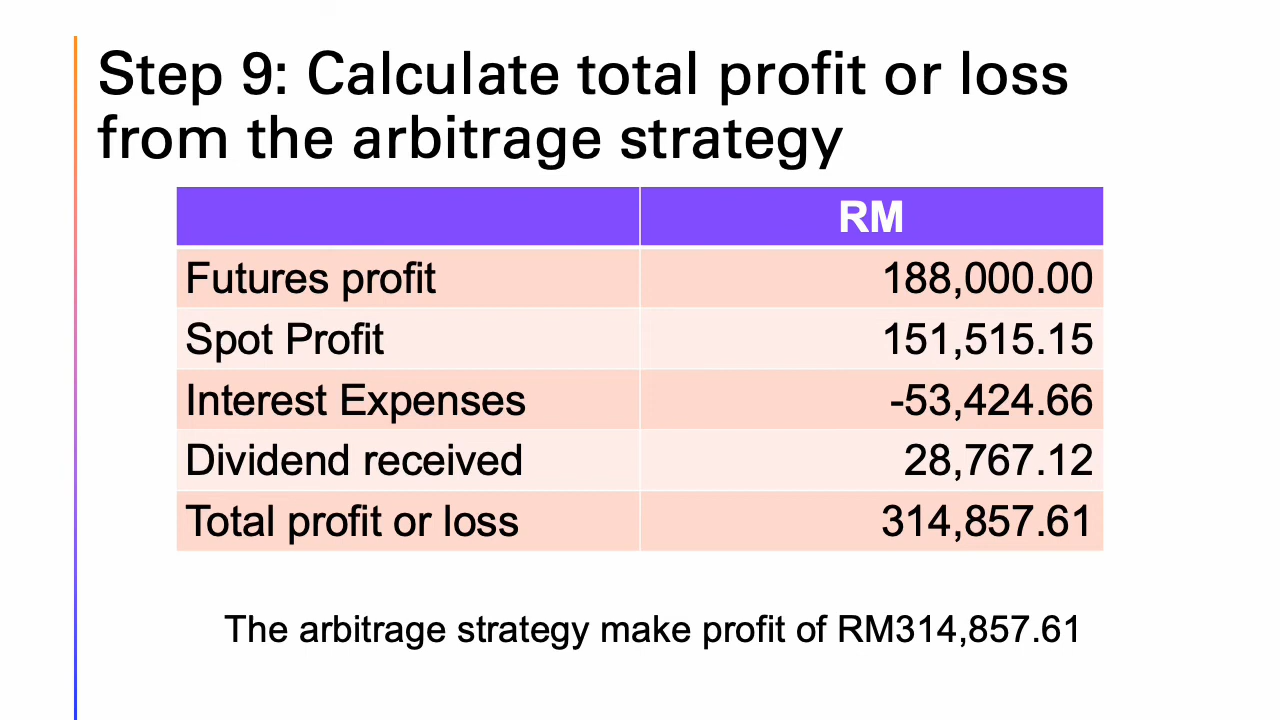 Step 9: Calculate total profit or loss
from the arbitrage strategy
RM
Futures profit 188,000.00
Spot Profit 151,515.15
Interest Expenses -53,424.66
Dividend received 28,767.12
Total profit or loss 314,857.61
The arbitrage strategy make profit of RM314,857.61